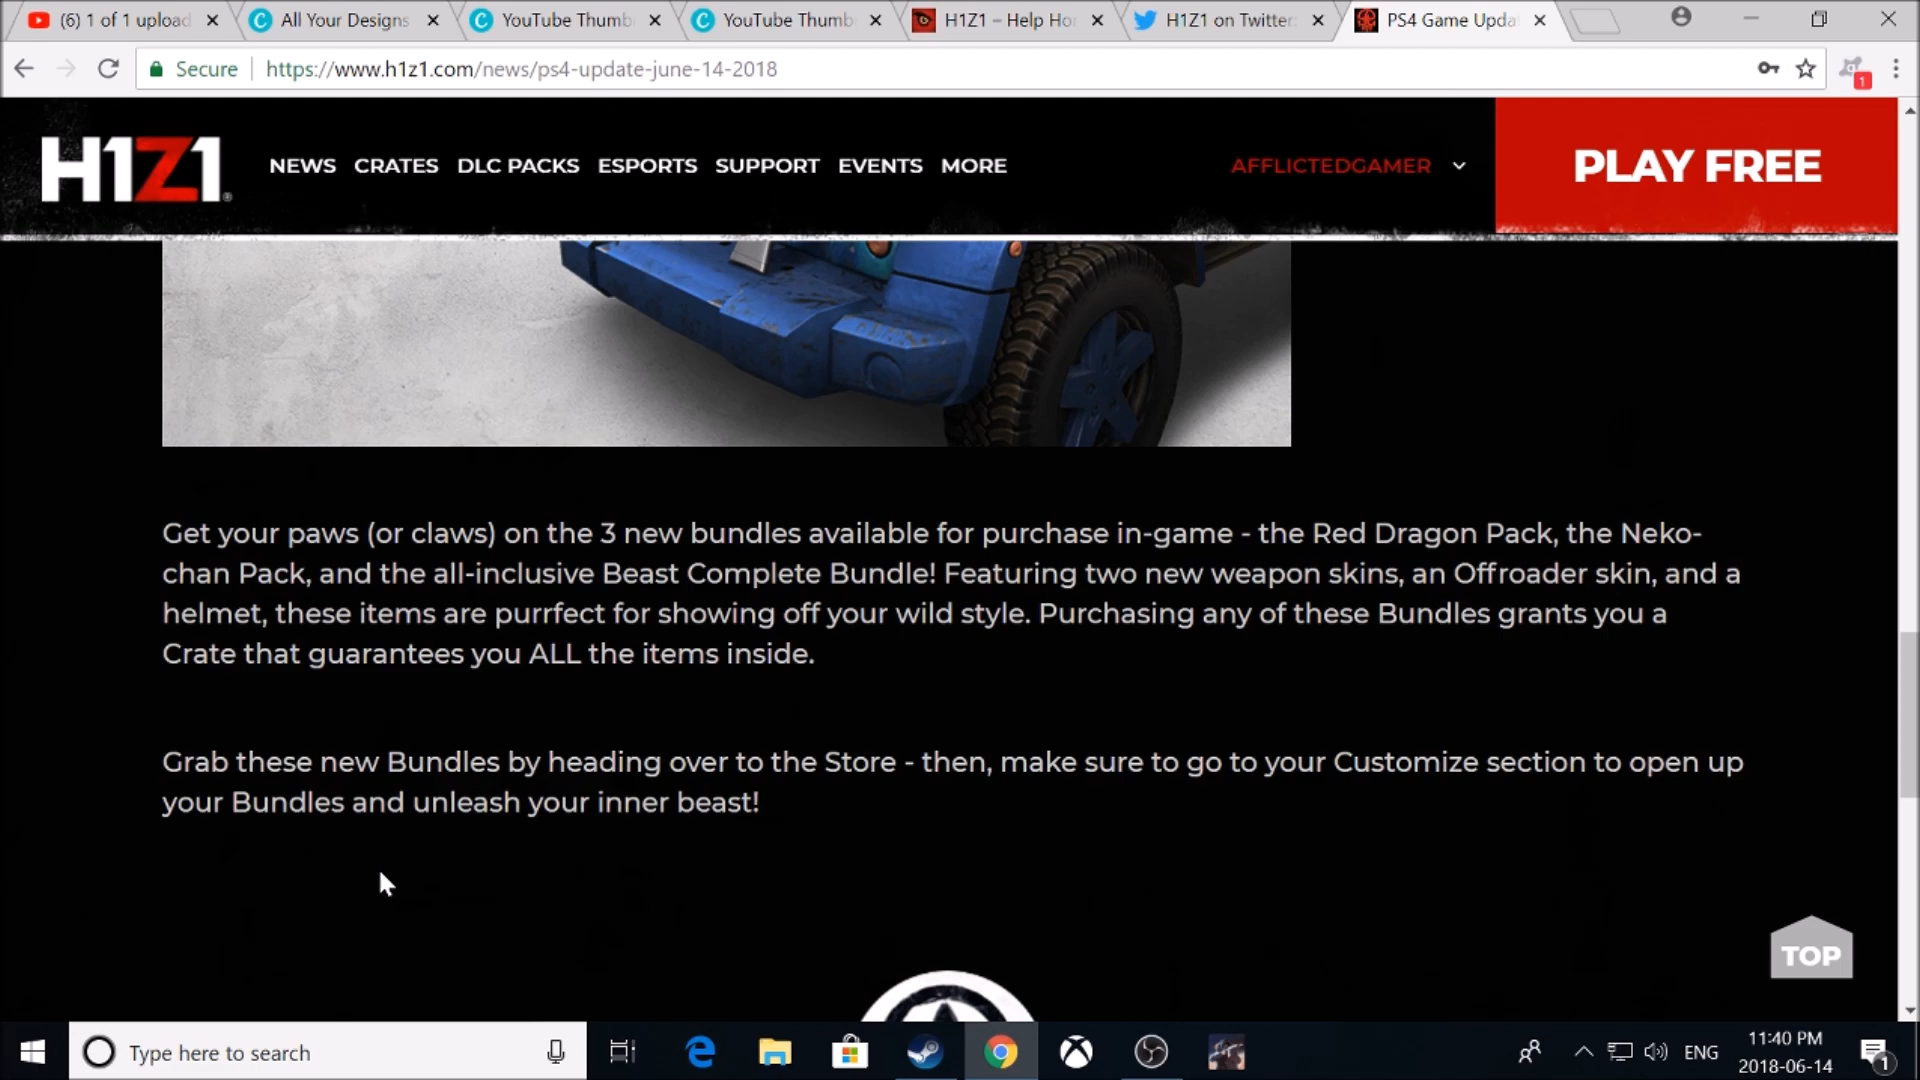 (6) 1 of 1 upload
All Your Designs
YouTube Thumb
YouTube Thumb
H1Z1 – Help Ho
H1Z1 on Twitter
PS4 Game Upda
Secure
https://www.h1z1.com/news/ps4-update-june-14-2018
1
H1Z1
NEWS CRATES DLC PACKS ESPORTS SUPPORT EVENTS MORE
AFFLICTEDGAMER
PLAY FREE
Get your paws (or claws) on the 3 new bundles available for purchase in-game - the Red Dragon Pack, the Neko-
chan Pack, and the all-inclusive Beast Complete Bundle! Featuring two new weapon skins, an Offroader skin, and a
helmet, these items are purrfect for showing off your wild style. Purchasing any of these Bundles grants you a
Crate that guarantees you ALL the items inside.
Grab these new Bundles by heading over to the Store - then, make sure to go to your Customize section to open up
your Bundles and unleash your inner beast!
TOP
Type here to search
ENG
11:40 PM
2018-06-14
1